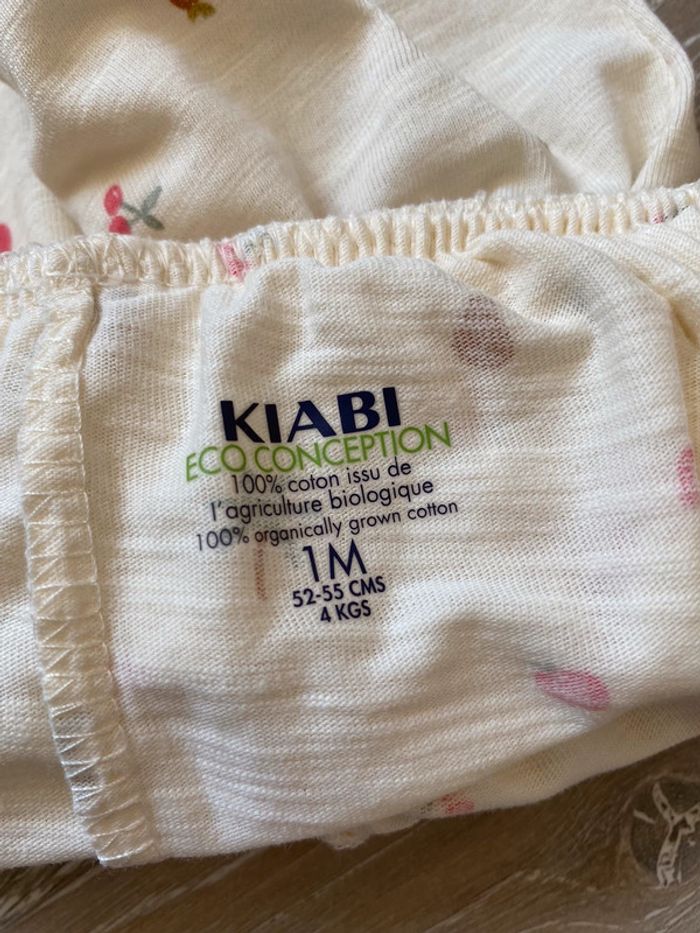 KIABI
ECO CONCEPTION
100% coton issu de
l'agriculture biologique
100% organically grown cotton
1M
52-55 CMS
4 KGS